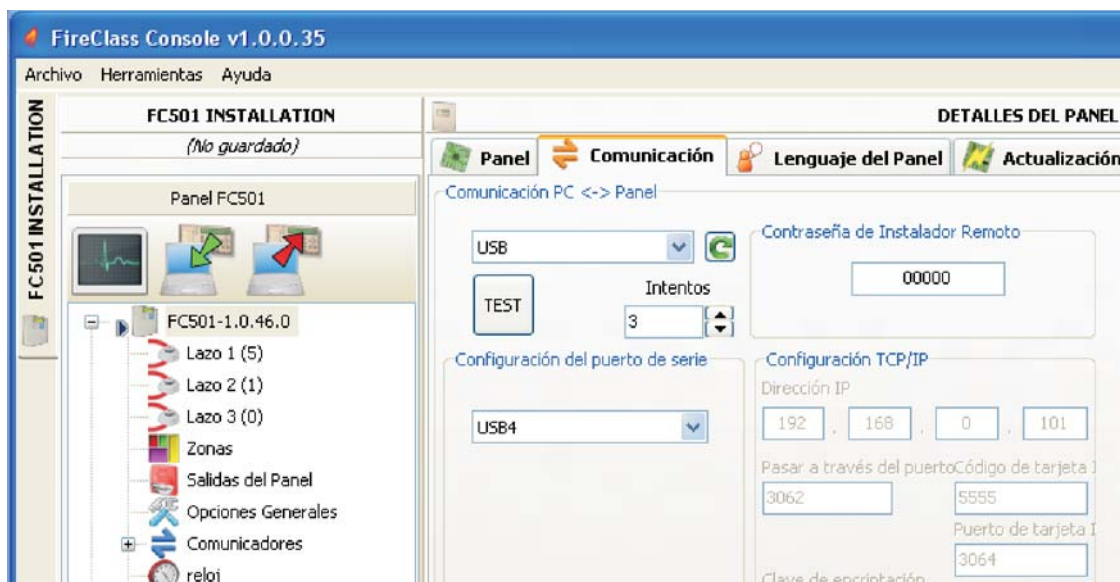 FireClass Console v1.0.0.35
Archivo Herramientas Ayuda
FC501 INSTALLATION
FC501 INSTALLATION
(No guardado)
Panel FC501
FC501-1.0.46.0
Lazo 1 (5)
Lazo 2 (1)
Lazo 3 (0)
Zonas
Salidas del Panel
Opciones Generales
Comunicadores
reloj
DETALLES DEL PANEL
Panel Comunicación Lenguaje del Panel Actualización
Comunicación PC <-> Panel
USB
TEST
Intentos
3
Contraseña de Instalador Remoto
00000
Configuración del puerto de serie
USB4
Configuración TCP/IP
Dirección IP
192 . 168 . 0 . 101
Pasar a través del puerto Código de tarjeta I
3062 5555
Puerto de tarjeta I
3064
Clave de encriptación